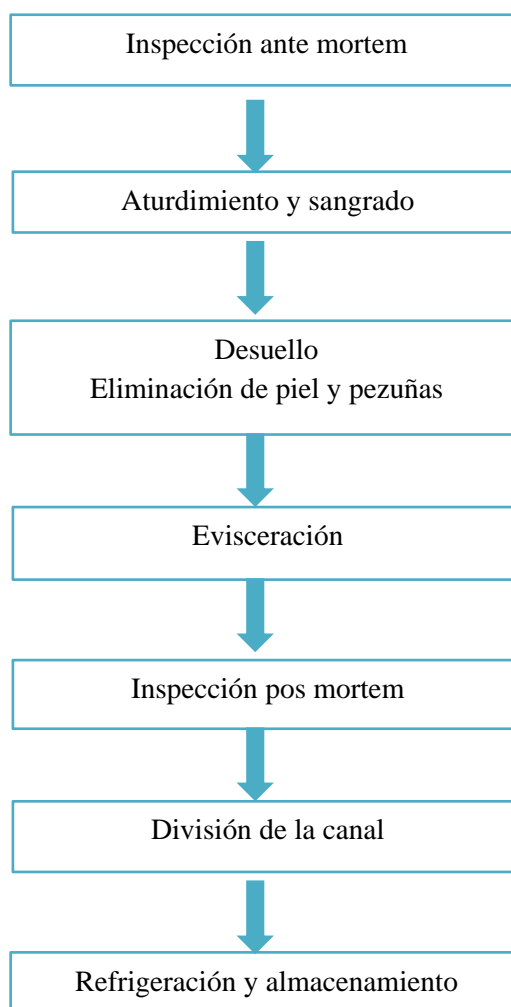 Inspección ante mortem
Aturdimiento y sangrado
Desuello
Eliminación de piel y pezuñas
Evisceración
Inspección pos mortem
División de la canal
Refrigeración y almacenamiento